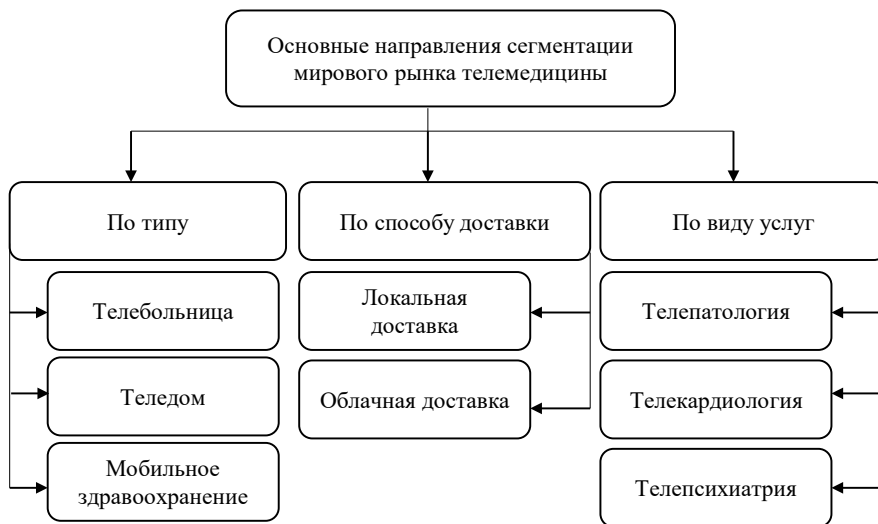 Основные направления сегментации
мирового рынка телемедицины
По типу
По способу доставки
По виду услуг
Телебольница
Локальная
доставка
Телепатология
Теледом
Облачная доставка
Телекардиология
Мобильное
здравоохранение
Телепсихиатрия